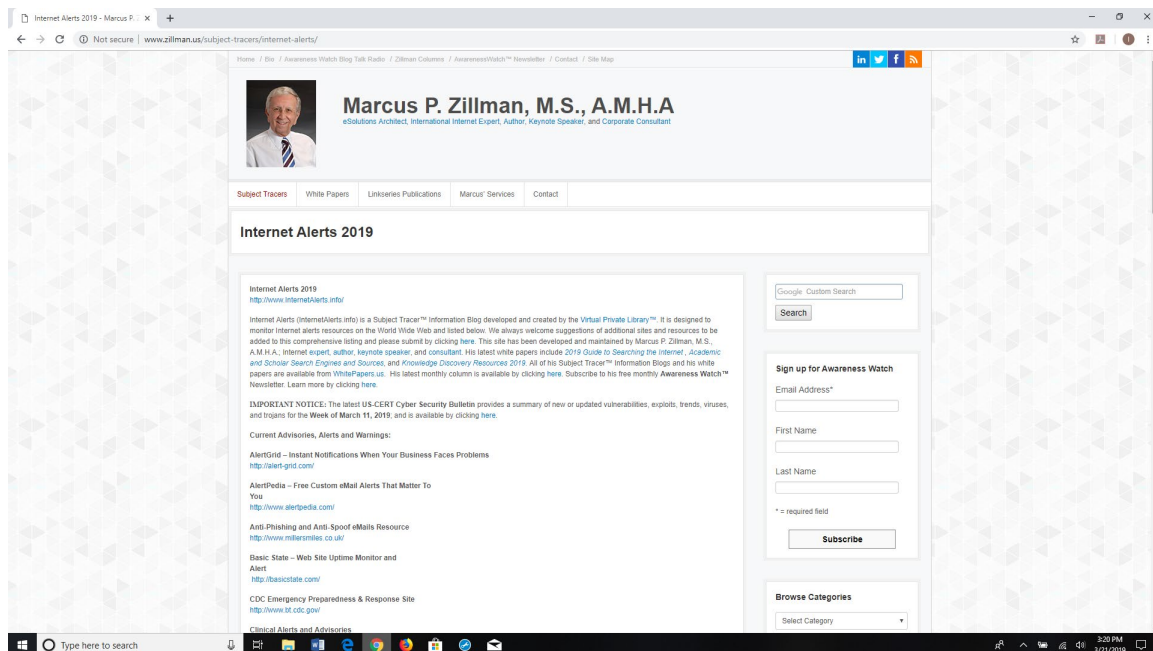 Internet Alerts 2019 - Marcus P. Z
Not secure | www.zillman.us/subject-tracers/internet-alerts/
Home / Bio / Awareness Watch Blog Talk Radio / Zillman Columns / AwarenessWatch™ Newsletter / Contact / Site Map
in f
Marcus P. Zillman, M.S., A.M.H.A
eSolutions Architect, International Internet Expert, Author, Keynote Speaker, and Corporate Consultant
Subject Tracers White Papers Linkseries Publications Marcus' Services Contact
Internet Alerts 2019
Internet Alerts 2019
http://www.InternetAlerts.info/
Internet Alerts (InternetAlerts.info) is a Subject Tracer™ Information Blog developed and created by the Virtual Private Library™. It is designed to
monitor Internet alerts resources on the World Wide Web and listed below. We always welcome suggestions of additional sites and resources to be
added to this comprehensive listing and please submit by clicking here. This site has been developed and maintained by Marcus P. Zillman, M.S.,
A.M.H.A.; Internet expert, author, keynote speaker, and consultant. His latest white papers include 2019 Guide to Searching the Internet , Academic
and Scholar Search Engines and Sources, and Knowledge Discovery Resources 2019. All of his Subject Tracer™ Information Blogs and his white
papers are available from WhitePapers.us. His latest monthly column is available by clicking here. Subscribe to his free monthly Awareness Watch™
Newsletter. Learn more by clicking here.
IMPORTANT NOTICE: The latest US-CERT Cyber Security Bulletin provides a summary of new or updated vulnerabilities, exploits, trends, viruses,
and trojans for the Week of March 11, 2019; and is available by clicking here.
Current Advisories, Alerts and Warnings:
AlertGrid – Instant Notifications When Your Business Faces Problems
http://alert-grid.com/
AlertPedia – Free Custom eMail Alerts That Matter To
You
http://www.alertpedia.com/
Anti-Phishing and Anti-Spoof eMails Resource
http://www.millersmiles.co.uk/
Basic State – Web Site Uptime Monitor and
Alert
http://basicstate.com/
CDC Emergency Preparedness & Response Site
http://www.bt.cdc.gov/
Clinical Alerts and Advisories
Google Custom Search
Search
Sign up for Awareness Watch
Email Address*
First Name
Last Name
* = required field
Subscribe
Browse Categories
Select Category
Type here to search
3:20 PM
3/21/2019